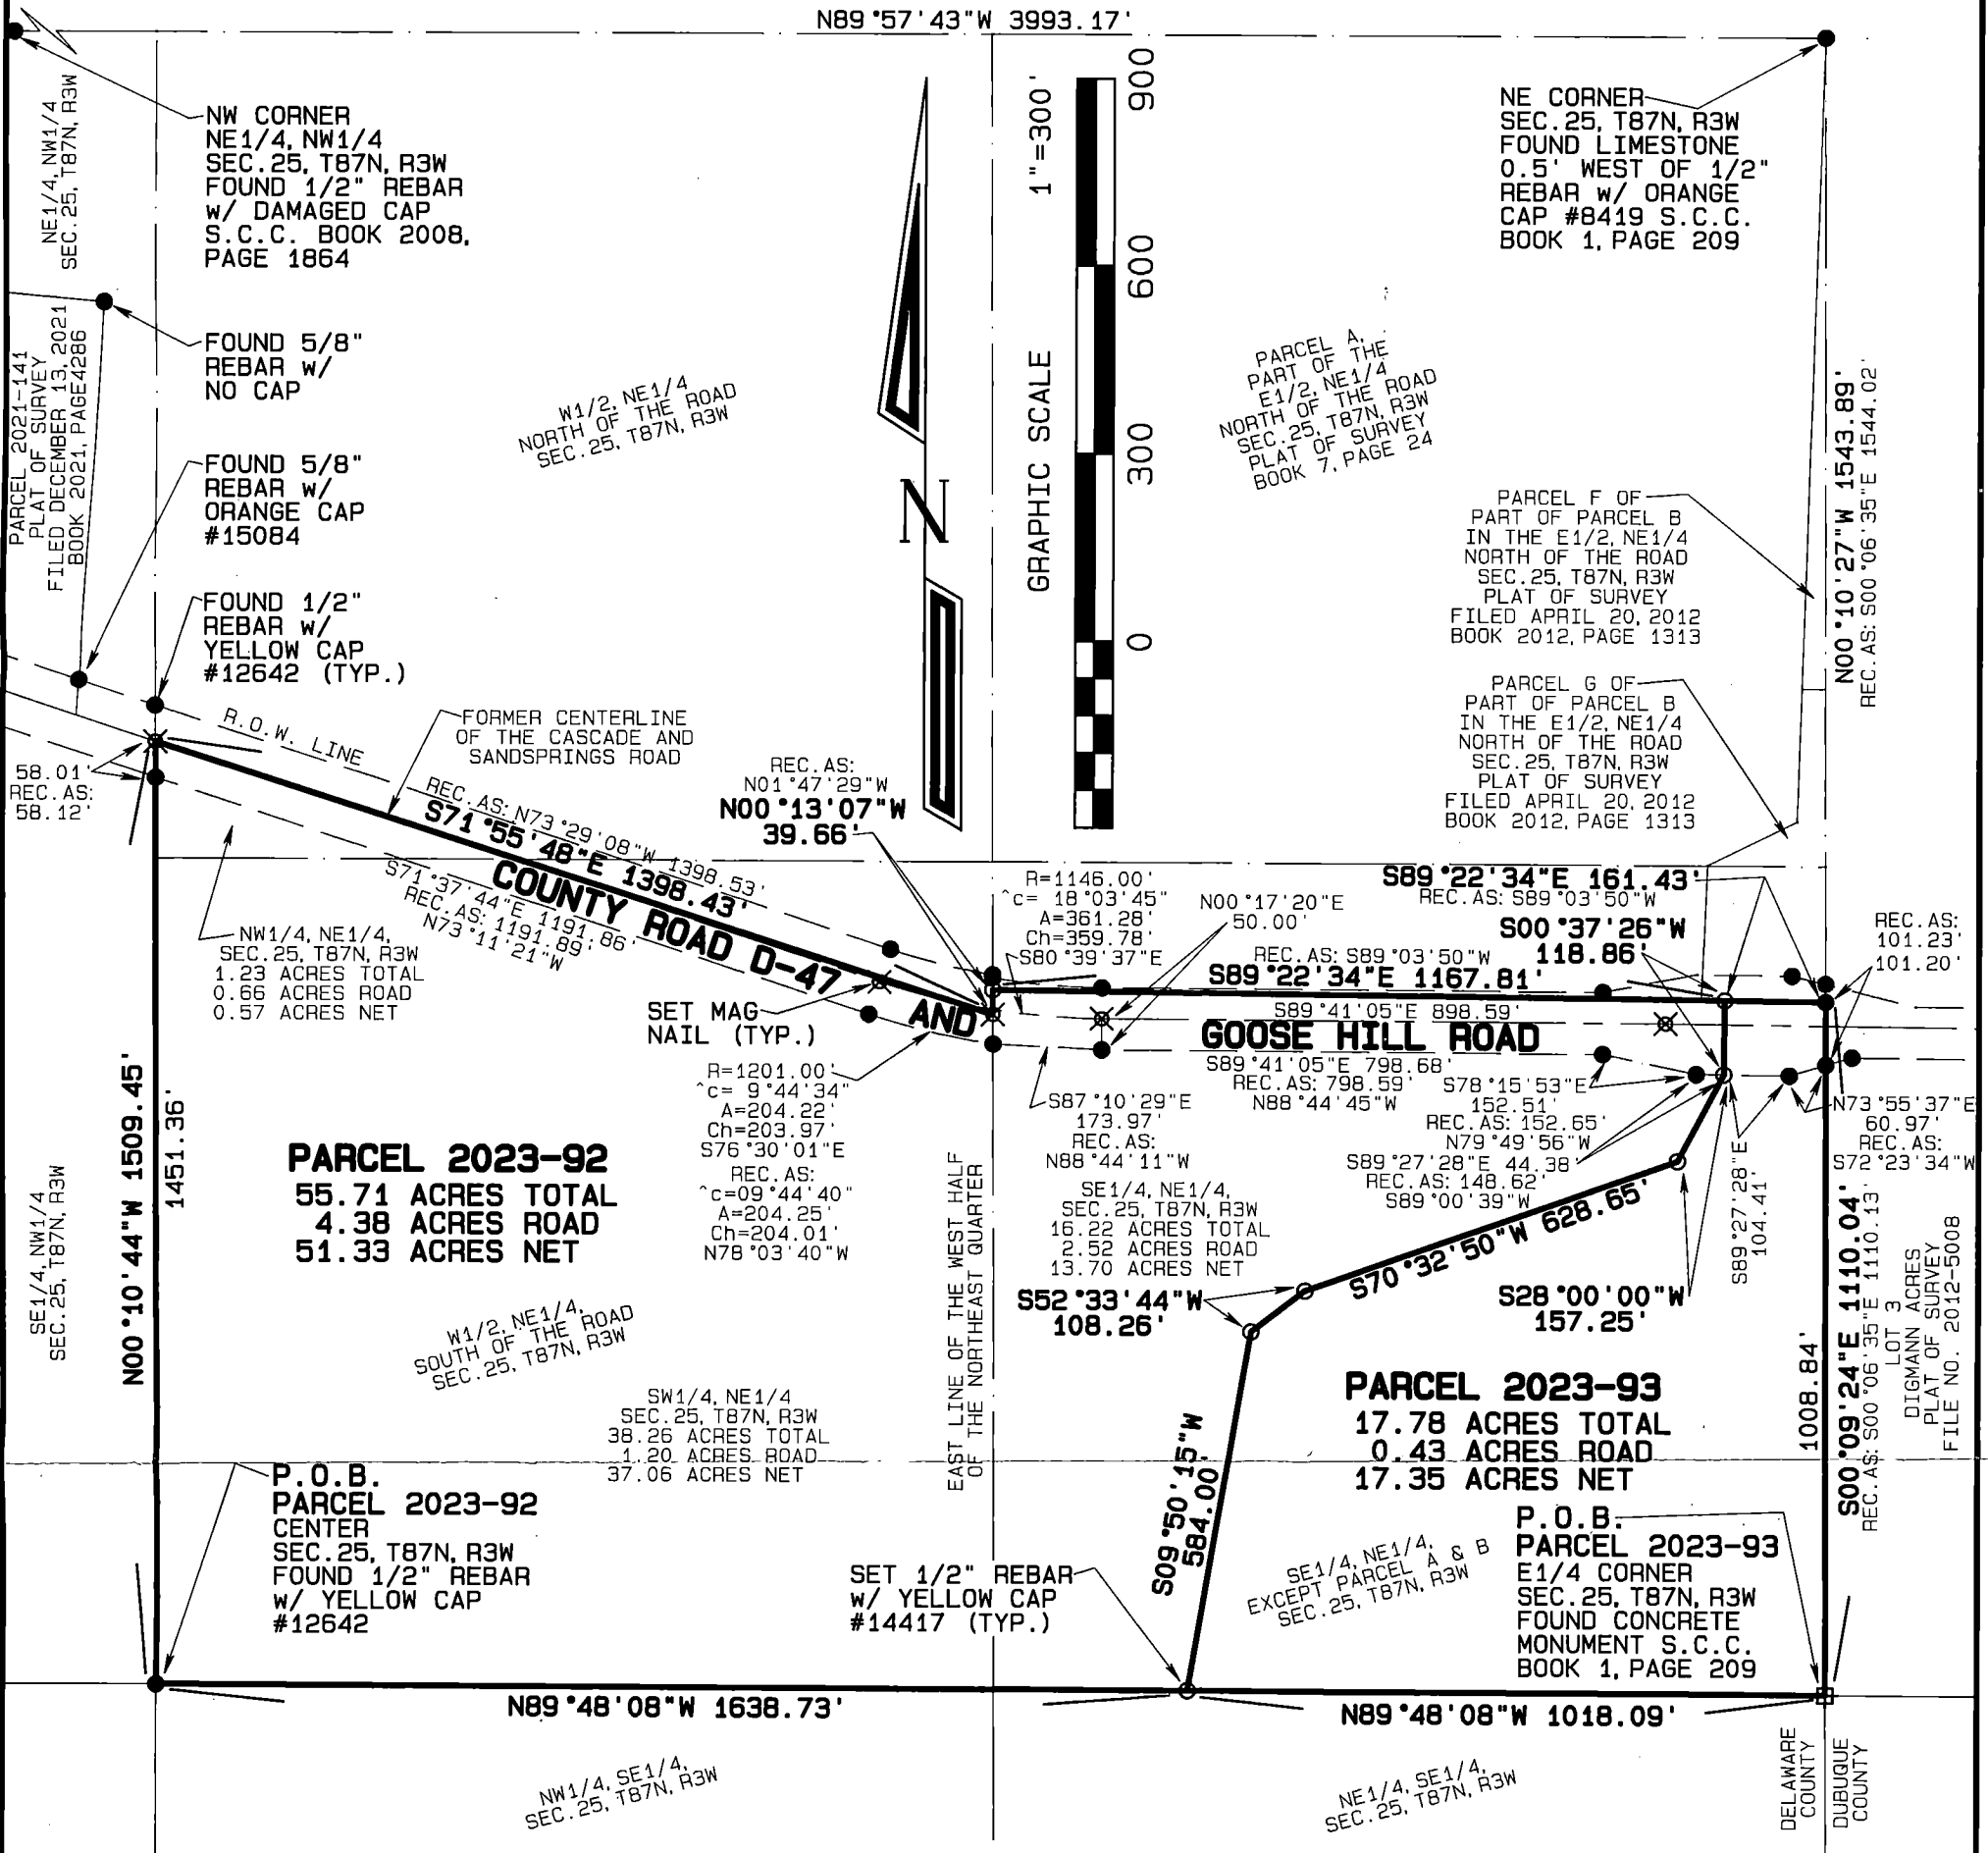 N89°57'43"W 3993.17'
NE1/4, NW1/4
SEC.25, T87N, R3W
NW CORNER
NE1/4, NW1/4
SEC.25, T87N, R3W
FOUND 1/2" REBAR
w/ DAMAGED CAP
S.C.C. BOOK 2008,
PAGE 1864
1"=300'
GRAPHIC SCALE
900
600
300
0
N
NE CORNER
SEC.25, T87N, R3W
FOUND LIMESTONE
0.5' WEST OF 1/2"
REBAR w/ ORANGE
CAP #8419 S.C.C.
BOOK 1, PAGE 209
PARCEL 2021-141
PLAT OF SURVEY
FILED DECEMBER 13, 2021
BOOK 2021, PAGE4286
FOUND 5/8"
REBAR w/
NO CAP
FOUND 5/8"
REBAR w/
ORANGE CAP
#15084
FOUND 1/2"
REBAR w/
YELLOW CAP
#12642 (TYP.)
W1/2, NE1/4
NORTH OF THE ROAD
SEC.25, T87N, R3W
PARCEL A,
PART OF THE
E1/2, NE1/4
NORTH OF THE ROAD
SEC.25, T87N, R3W
PLAT OF SURVEY
BOOK 7, PAGE 24
PARCEL F OF
PART OF PARCEL B
IN THE E1/2, NE1/4
NORTH OF THE ROAD
SEC.25, T87N, R3W
PLAT OF SURVEY
FILED APRIL 20, 2012
BOOK 2012, PAGE 1313
N00°10'27"W 1543.89'
REC.AS: S00°06'35"E 1544.02'
PARCEL G OF
PART OF PARCEL B
IN THE E1/2, NE1/4
NORTH OF THE ROAD
SEC.25, T87N, R3W
PLAT OF SURVEY
FILED APRIL 20, 2012
BOOK 2012, PAGE 1313
R.O.W. LINE
FORMER CENTERLINE
OF THE CASCADE AND
SANDSPRINGS ROAD
58.01'
REC.AS:
58.12'
REC.AS: N73°29'08"W 1398.53'
S71°55'48"E 1398.43'
S71°37'44"E 1191.86'
REC.AS: 1191.89'
N73°11'21"W
COUNTY ROAD D-47
AND
GOOSE HILL ROAD
REC.AS:
N01°47'29"W
N00°13'07"W
39.66'
NW1/4, NE1/4,
SEC.25, T87N, R3W
1.23 ACRES TOTAL
0.66 ACRES ROAD
0.57 ACRES NET
SET MAG
NAIL (TYP.)
R=1146.00'
^c= 18°03'45"
A=361.28'
Ch=359.78'
S80°39'37"E
N00°17'20"E
50.00'
S89°22'34"E 161.43'
REC.AS: S89°03'50"W
S00°37'26"W
118.86'
REC.AS: S89°03'50"W
S89°22'34"E 1167.81'
REC.AS:
101.23'
101.20'
S89°41'05"E 898.59'
S89°41'05"E 798.68'
REC.AS: 798.59'
N88°44'45"W
S78°15'53"E
152.51'
REC.AS: 152.65'
N79°49'56"W
S89°27'28"E 44.38'
REC.AS: 148.62'
S89°00'39"W
S89°27'28"E
104.41'
N73°55'37"E
60.97'
REC.AS:
S72°23'34"W
R=1201.00'
^c= 9°44'34"
A=204.22'
Ch=203.97'
S76°30'01"E
REC.AS:
^c=09°44'40"
A=204.25'
Ch=204.01'
N78°03'40"W
S87°10'29"E
173.97'
REC.AS:
N88°44'11"W
SE1/4, NE1/4,
SEC.25, T87N, R3W
16.22 ACRES TOTAL
2.52 ACRES ROAD
13.70 ACRES NET
N00°10'44"W 1509.45'
1451.36'
PARCEL 2023-92
55.71 ACRES TOTAL
4.38 ACRES ROAD
51.33 ACRES NET
SE1/4, NW1/4
SEC.25, T87N, R3W
W1/2, NE1/4,
SOUTH OF THE ROAD
SEC.25, T87N, R3W
EAST LINE OF THE WEST HALF
OF THE NORTHEAST QUARTER
S52°33'44"W
108.26'
S70°32'50"W 628.65'
S28°00'00"W
157.25'
SW1/4, NE1/4
SEC.25, T87N, R3W
38.26 ACRES TOTAL
1.20 ACRES ROAD
37.06 ACRES NET
PARCEL 2023-93
17.78 ACRES TOTAL
0.43 ACRES ROAD
17.35 ACRES NET
1008.84'
S00°09'24"E 1110.04'
REC.AS: S00°06'35"E 1110.13'
LOT 3
DIGMANN ACRES
PLAT OF SURVEY
FILE NO. 2012-5008
P.O.B.
PARCEL 2023-92
CENTER
SEC.25, T87N, R3W
FOUND 1/2" REBAR
w/ YELLOW CAP
#12642
S09°50'15"W
584.00'
SET 1/2" REBAR
w/ YELLOW CAP
#14417 (TYP.)
SE1/4, NE1/4,
EXCEPT PARCEL A & B
SEC.25, T87N, R3W
P.O.B.
PARCEL 2023-93
E1/4 CORNER
SEC.25, T87N, R3W
FOUND CONCRETE
MONUMENT S.C.C.
BOOK 1, PAGE 209
N89°48'08"W 1638.73'
N89°48'08"W 1018.09'
NW1/4, SE1/4,
SEC.25, T87N, R3W
NE1/4, SE1/4,
SEC.25, T87N, R3W
DELAWARE
COUNTY
DUBUQUE
COUNTY